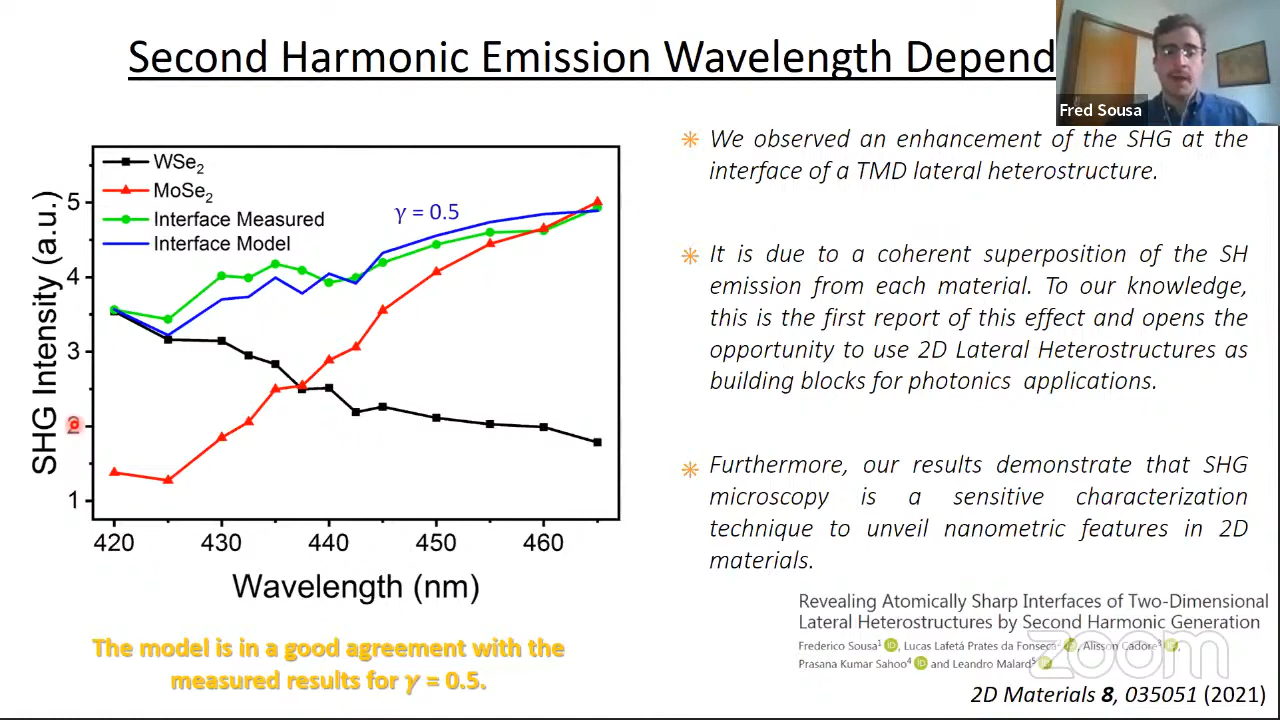 Second Harmonic Emission Wavelength Depend
Fred Sousa
WSe₂
MoSe₂
Interface Measured
Interface Model
γ = 0.5
SHG Intensity (a.u.)
5
4
3
2
1
420 430 440 450 460
Wavelength (nm)
The model is in a good agreement with the
measured results for γ = 0.5.
We observed an enhancement of the SHG at the
interface of a TMD lateral heterostructure.
It is due to a coherent superposition of the SH
emission from each material. To our knowledge,
this is the first report of this effect and opens the
opportunity to use 2D Lateral Heterostructures as
building blocks for photonics applications.
Furthermore, our results demonstrate that SHG
microscopy is a sensitive characterization
technique to unveil nanometric features in 2D
materials.
Revealing Atomically Sharp Interfaces of Two-Dimensional
Lateral Heterostructures by Second Harmonic Generation
Frederico Sousa¹, Lucas Lafetá Prates da Fonseca², Alisson Cadore³,
Prasana Kumar Sahoo⁴ and Leandro Malard⁵
zoom
2D Materials 8, 035051 (2021)